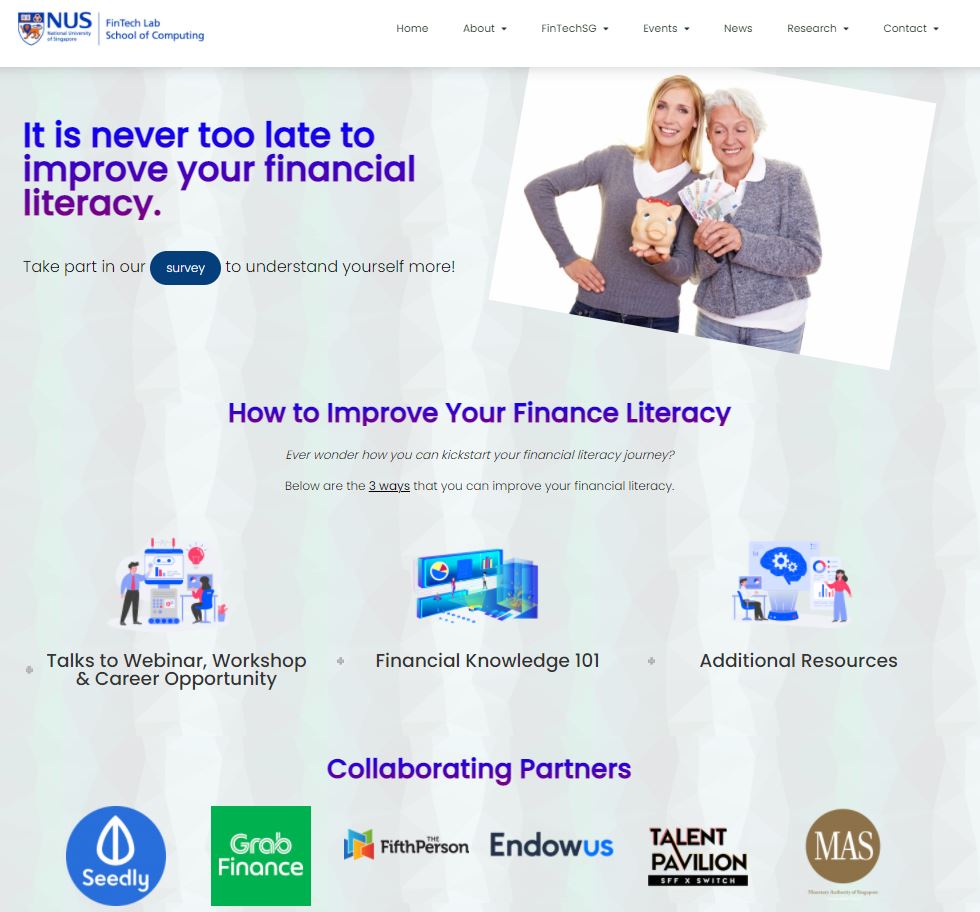 NUS
National University
of Singapore
FinTech Lab
School of Computing
Home
About
FinTechSG
Events
News
Research
Contact
It is never too late to
improve your financial
literacy.
Take part in our survey to understand yourself more!
How to Improve Your Finance Literacy
Ever wonder how you can kickstart your financial literacy journey?
Below are the 3 ways that you can improve your financial literacy.
Talks to Webinar, Workshop
& Career Opportunity
Financial Knowledge 101
Additional Resources
Collaborating Partners
Seedly
Grab
Finance
THE
FifthPerson
Endowus
TALENT
PAVILION
SFF X SWITCH
MAS
Monetary Authority of Singapore